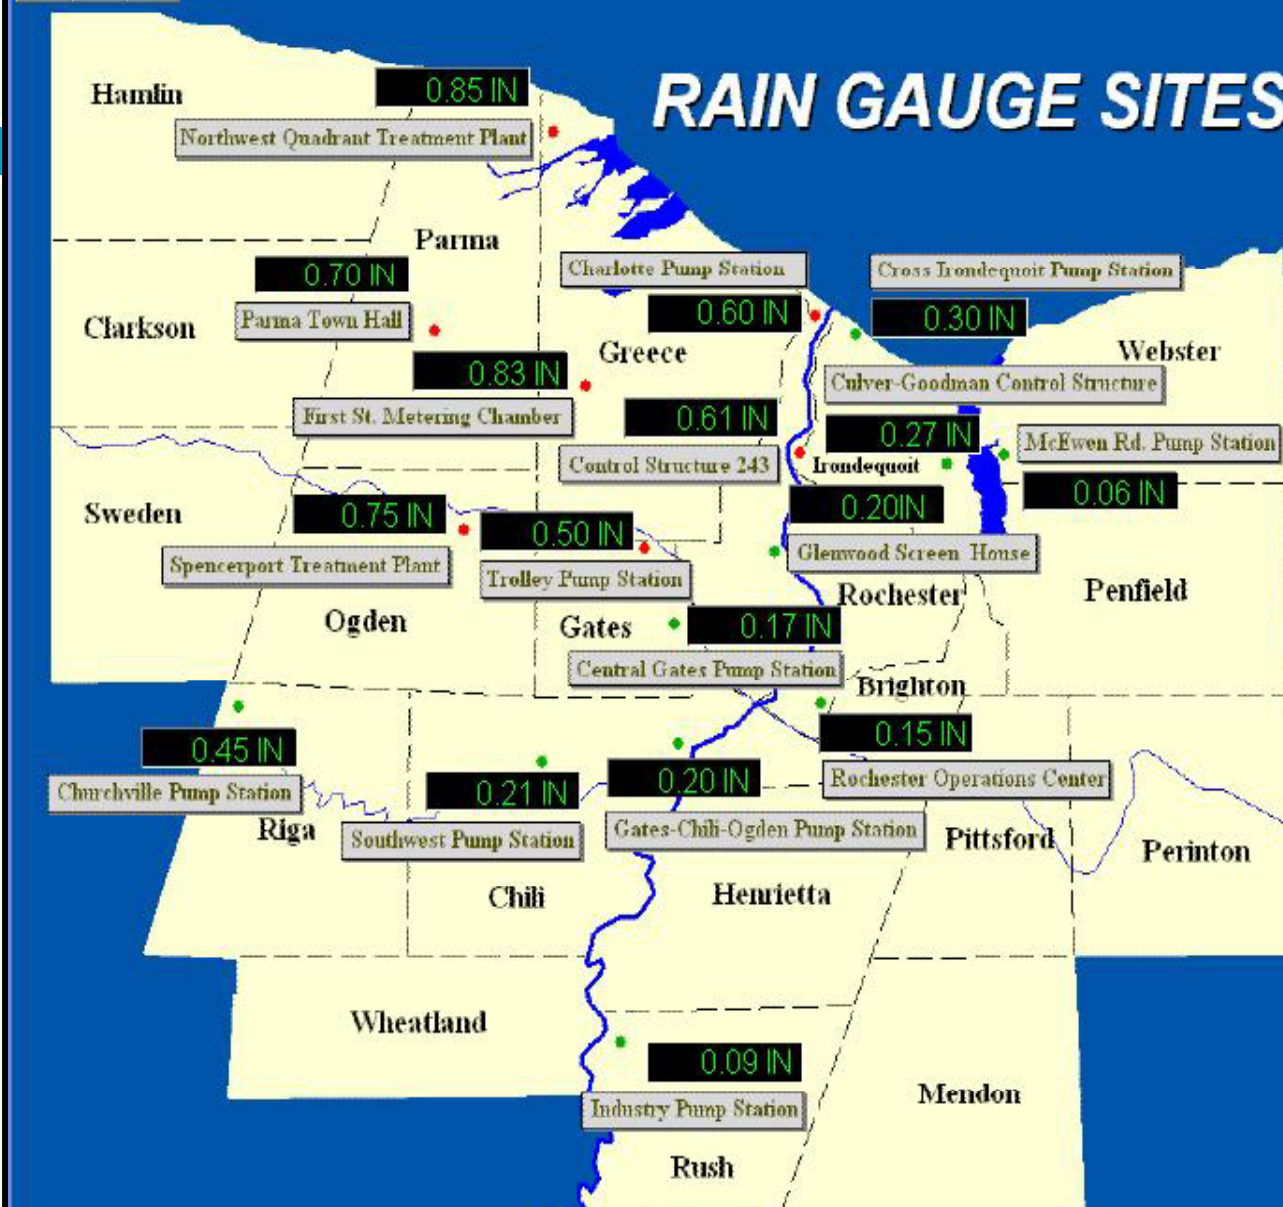 RAIN GAUGE SITES
Hamlin
0.85 IN
Northwest Quadrant Treatment Plant
Parma
0.70 IN
Parma Town Hall
Charlotte Pump Station
0.60 IN
Cross Irondequoit Pump Station
0.30 IN
Clarkson
Greece
Webster
0.83 IN
First St. Metering Chamber
Culver-Goodman Control Structure
0.27 IN
0.61 IN
Control Structure 243
Irondequoit
McEwen Rd. Pump Station
0.06 IN
Sweden
0.75 IN
Spencerport Treatment Plant
0.50 IN
Trolley Pump Station
0.20IN
Glenwood Screen House
Rochester
Penfield
Ogden
Gates
0.17 IN
Central Gates Pump Station
Brighton
0.45 IN
Churchville Pump Station
Riga
0.21 IN
Southwest Pump Station
0.20 IN
Gates-Chili-Ogden Pump Station
0.15 IN
Rochester Operations Center
Pittsford
Perinton
Chili
Henrietta
Wheatland
0.09 IN
Industry Pump Station
Mendon
Rush